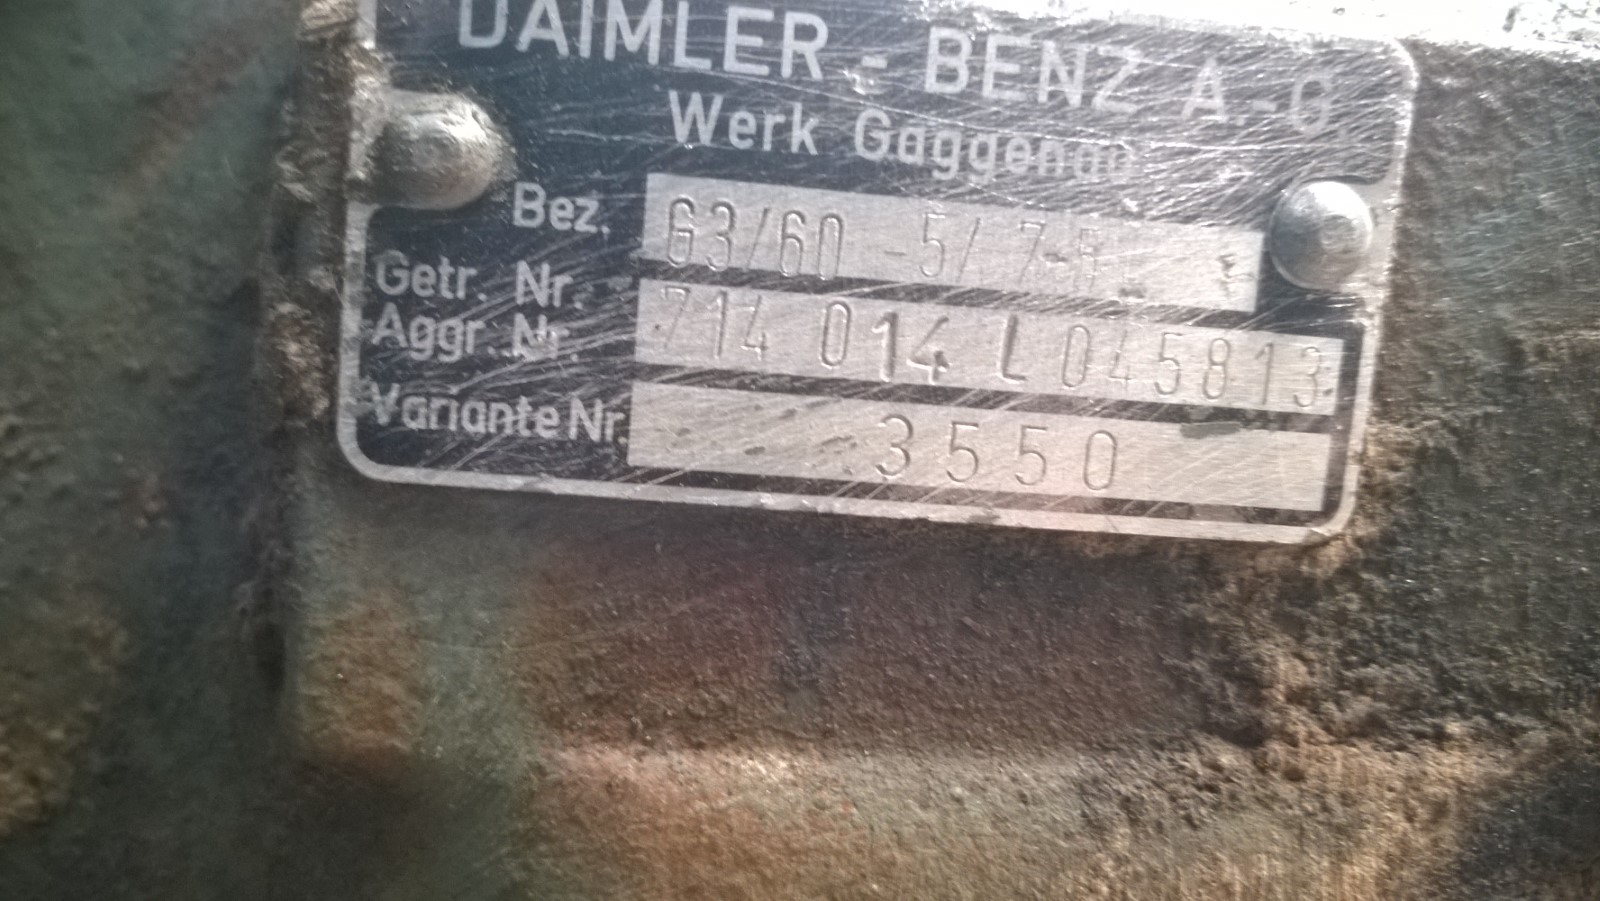 DAIMLER - BENZ A.-G.
Werk Gaggenau
Bez. G3/60 -5/ 7-
Getr. Nr.
Aggr. Nr. 714 014 L 045813
Variante Nr. 3550